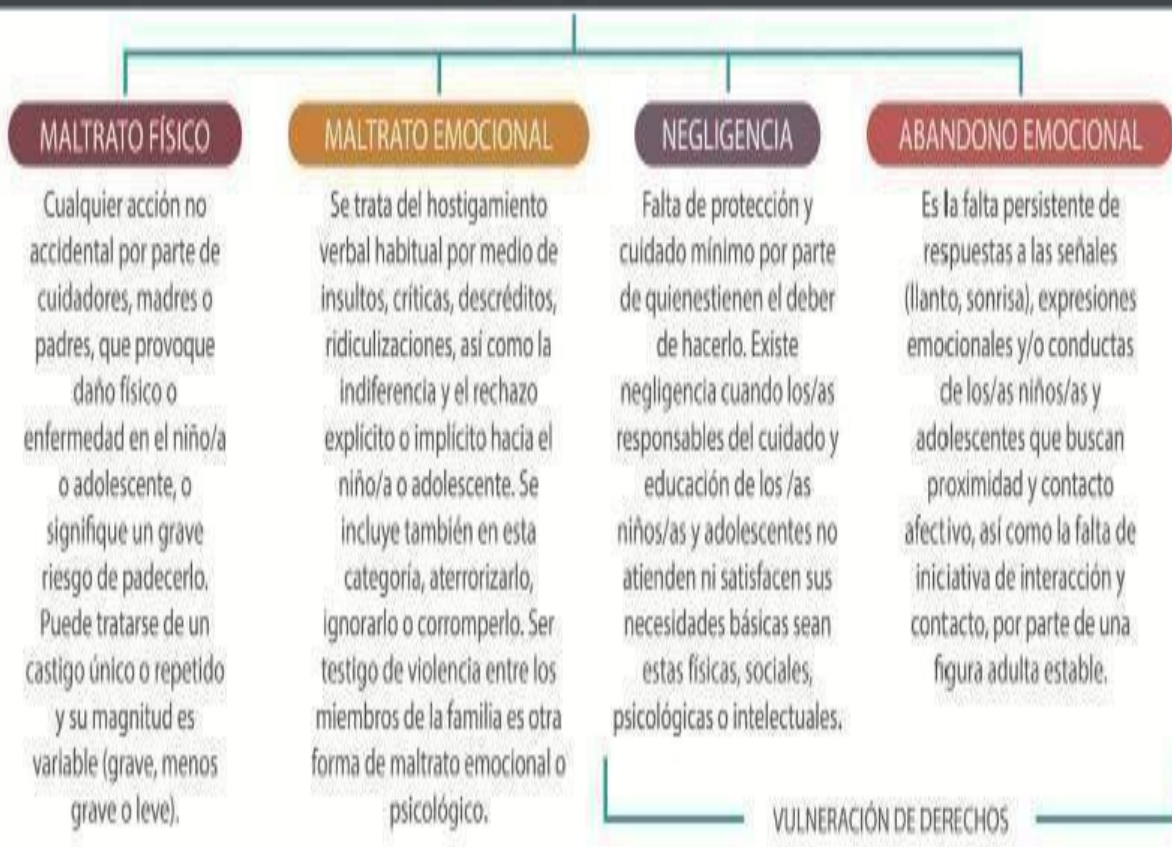 MALTRATO FÍSICO
Cualquier acción no
accidental por parte de
cuidadores, madres o
padres, que provoque
daño físico o
enfermedad en el niño/a
o adolescente, o
signifique un grave
riesgo de padecerlo.
Puede tratarse de un
castigo único o repetido
y su magnitud es
variable (grave, menos
grave o leve).
MALTRATO EMOCIONAL
Se trata del hostigamiento
verbal habitual por medio de
insultos, críticas, descréditos,
ridiculizaciones, así como la
indiferencia y el rechazo
explícito o implícito hacia el
niño/a o adolescente. Se
incluye también en esta
categoría, aterrorizarlo,
ignorarlo o corromperlo. Ser
testigo de violencia entre los
miembros de la familia es otra
forma de maltrato emocional o
psicológico.
NEGLIGENCIA
Falta de protección y
cuidado mínimo por parte
de quienestienen el deber
de hacerlo. Existe
negligencia cuando los/as
responsables del cuidado y
educación de los /as
niños/as y adolescentes no
atienden ni satisfacen sus
necesidades básicas sean
estas físicas, sociales,
psicológicas o intelectuales.
ABANDONO EMOCIONAL
Es la falta persistente de
respuestas a las señales
(llanto, sonrisa), expresiones
emocionales y/o conductas
de los/as niños/as y
adolescentes que buscan
proximidad y contacto
afectivo, así como la falta de
iniciativa de interacción y
contacto, por parte de una
figura adulta estable.
VULNERACIÓN DE DERECHOS